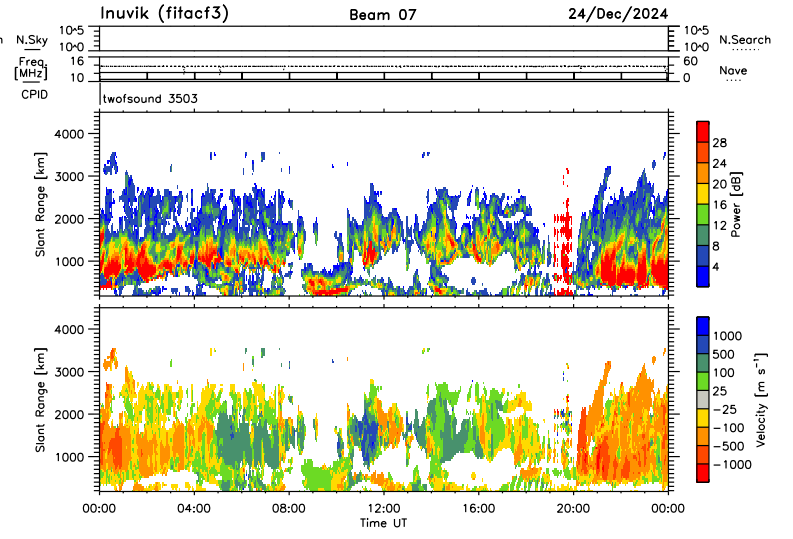 Inuvik (fitacf3) Beam 07 24/Dec/2024
n N.Sky 10^5 10^5 N.Search
10^0 10^0
Freq. [MHz] 16 60 Nave
10 0
CPID twofsound 3503
Slant Range [km]
4000
3000
2000
1000
Power [dB]
28
24
20
16
12
8
4
Slant Range [km]
4000
3000
2000
1000
Velocity [m s⁻¹]
1000
500
100
25
−25
−100
−500
−1000
00:00 04:00 08:00 12:00 16:00 20:00 00:00
Time UT